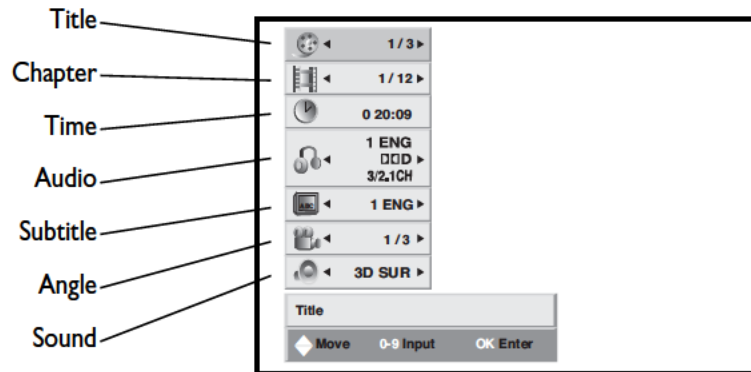 Title
1 / 3
Chapter
1 / 12
Time
0 20:09
Audio
1 ENG
D
3/2.1CH
Subtitle
ABC
1 ENG
Angle
1 / 3
Sound
3D SUR
Title
Move 0-9 Input OK Enter